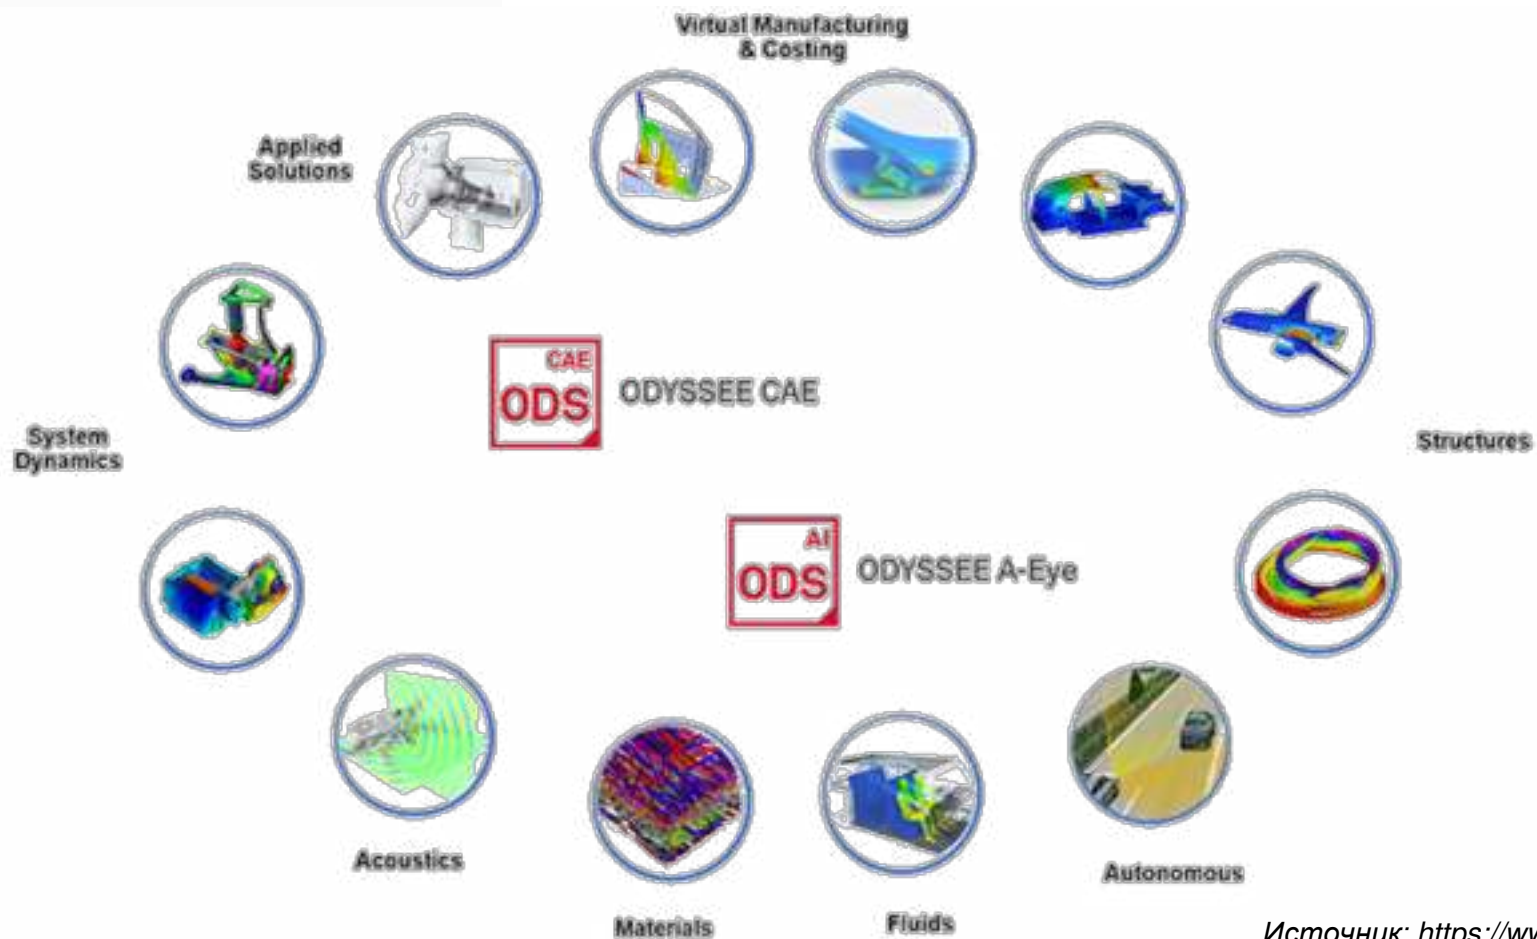 Virtual Manufacturing
& Costing
Applied
Solutions
CAE
ODS
ODYSSEE CAE
System
Dynamics
Structures
AI
ODS
ODYSSEE A-Eye
Acoustics
Autonomous
Materials
Fluids
Источник: https://ww